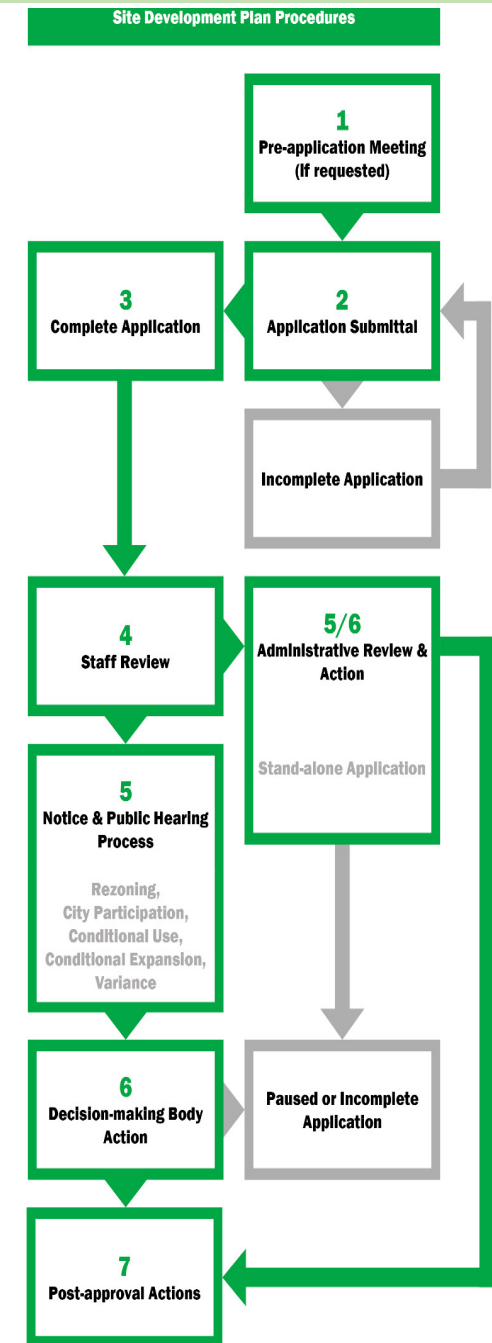 Site Development Plan Procedures
1
Pre-application Meeting
(If requested)
3
Complete Application
2
Application Submittal
Incomplete Application
4
Staff Review
5/6
Administrative Review &
Action
Stand-alone Application
5
Notice & Public Hearing
Process
Rezoning,
City Participation,
Conditional Use,
Conditional Expansion,
Variance
6
Decision-making Body
Action
Paused or Incomplete
Application
7
Post-approval Actions